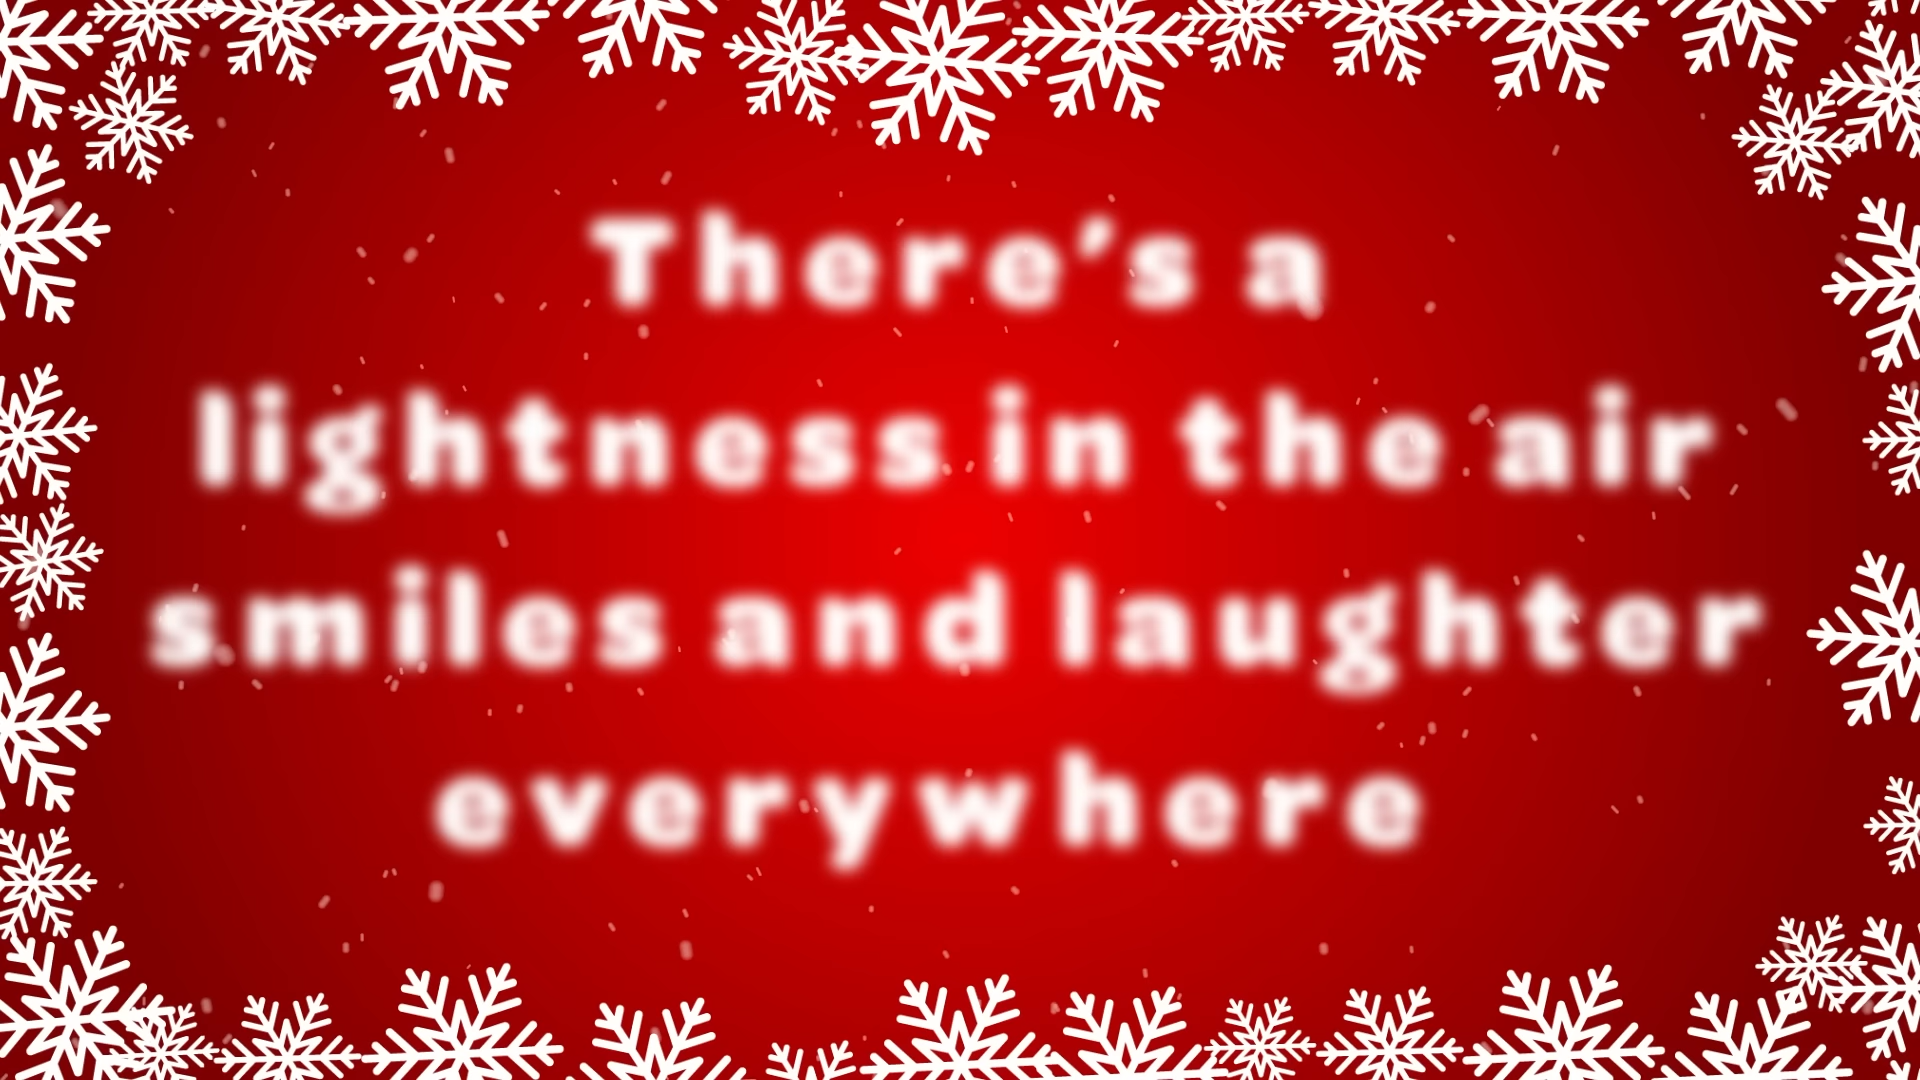 There's a
lightness in the air
smiles and laughter
everywhere